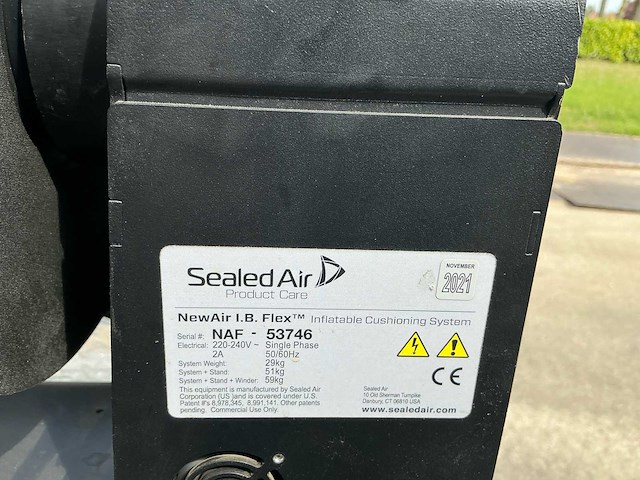 Sealed Air
Product Care
NOVEMBER
2021
NewAir I.B. Flex™ Inflatable Cushioning System
Serial #: NAF - 53746
Electrical: 220-240V ~ Single Phase
2A 50/60Hz
System Weight: 29kg
System + Stand: 51kg
System + Stand + Winder: 59kg
This equipment is manufactured by Sealed Air
Corporation (US )and is covered under U.S.
Patent #'s 8,978,345, 8,991,141. Other patents
pending. Commercial Use Only.
CE
Sealed Air
10 Old Sherman Turnpike
Danbury, CT 06810 USA
www.sealedair.com